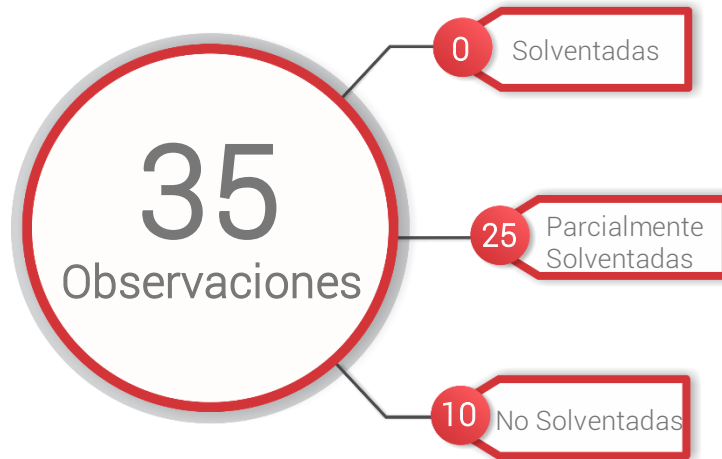 35
Observaciones
0
Solventadas
25
Parcialmente
Solventadas
10
No Solventadas